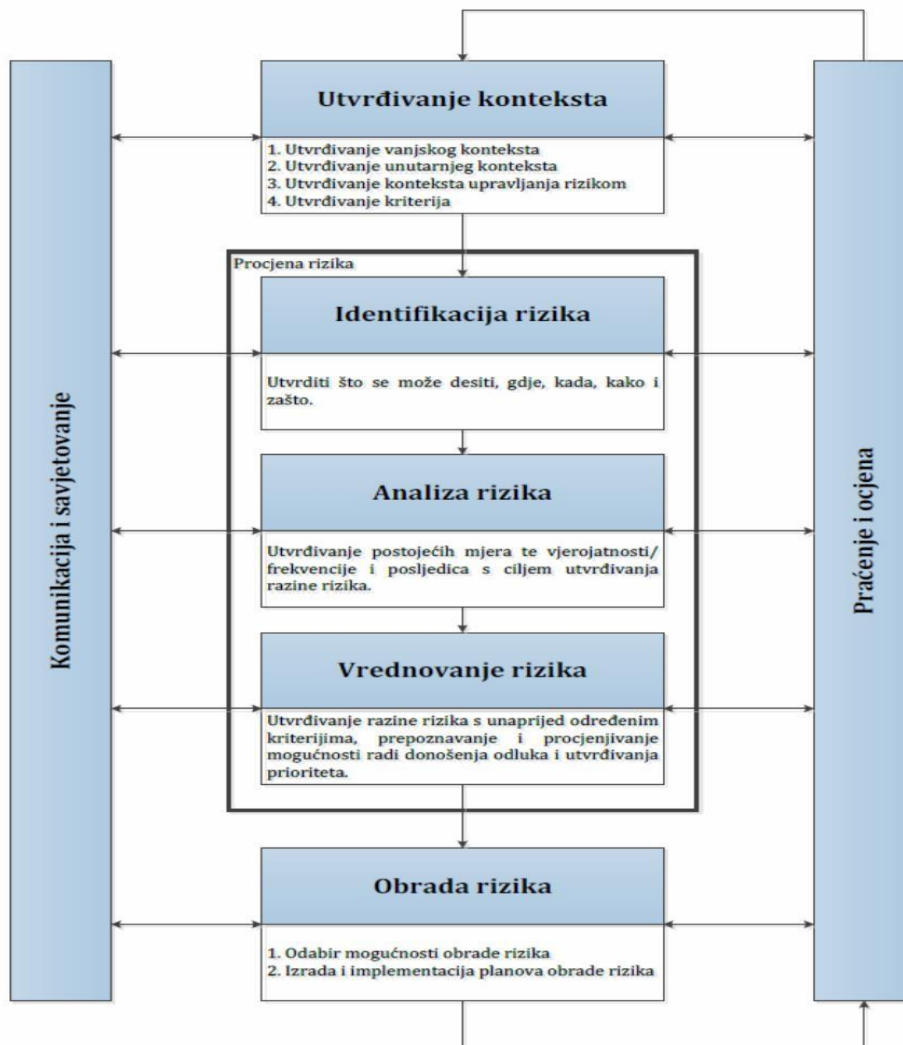 Utvrđivanje konteksta
1. Utvrđivanje vanjskog konteksta
2. Utvrđivanje unutarnjeg konteksta
3. Utvrđivanje konteksta upravljanja rizikom
4. Utvrđivanje kriterija
Procjena rizika
Identifikacija rizika
Utvrditi što se može desiti, gdje, kada, kako i
zašto.
Analiza rizika
Utvrđivanje postojećih mjera te vjerojatnosti/
frekvencije i posljedica s ciljem utvrđivanja
razine rizika.
Vrednovanje rizika
Utvrđivanje razine rizika s unaprijed određenim
kriterijima, prepoznavanje i procjenjivanje
mogućnosti radi donošenja odluka i utvrđivanja
prioriteta.
Obrada rizika
1. Odabir mogućnosti obrade rizika
2. Izrada i implementacija planova obrade rizika
Komunikacija i savjetovanje
Praćenje i ocjena